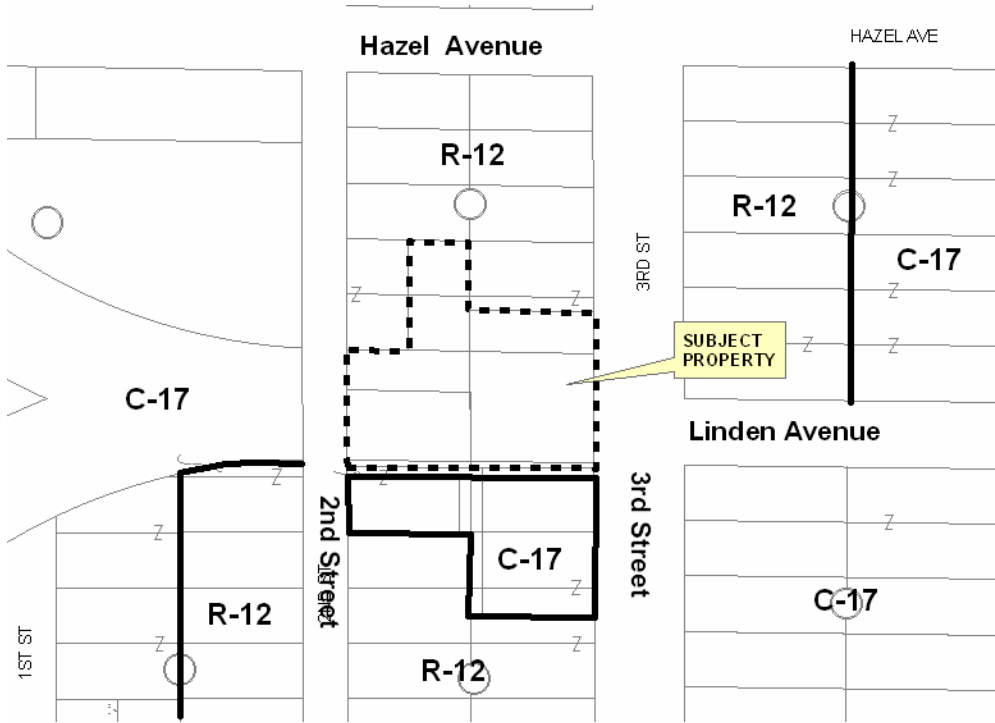 Hazel Avenue
HAZEL AVE
R-12
R-12
C-17
3RD ST
Z
Z
Z
Z
Z
Z
Z
SUBJECT
PROPERTY
C-17
Linden Avenue
Z
Z
2nd Street
3rd Street
Z
Z
C-17
Z
C-17
R-12
1ST ST
Z
Z
R-12